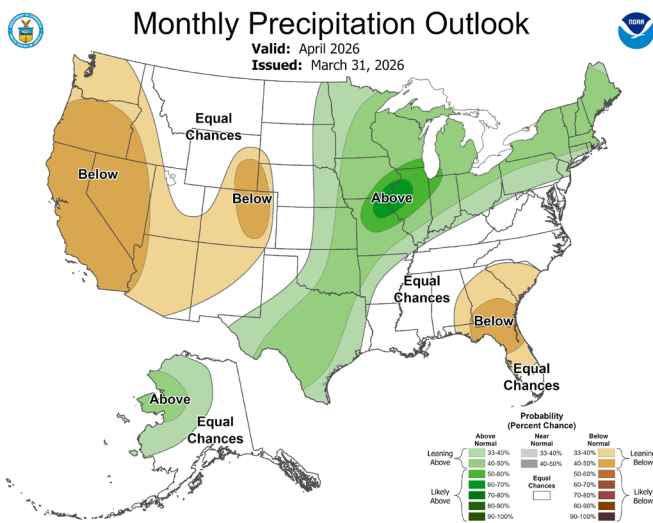 Monthly Precipitation Outlook
Valid: April 2026
Issued: March 31, 2026
NOAA
Equal
Chances
Below
Below
Above
Equal
Chances
Below
Equal
Chances
Above
Equal
Chances
Probability
(Percent Chance)
Above
Normal
Near
Normal
Below
Normal
Leaning
Above
33-40%
33-40%
33-40%
Leaning
Below
40-50%
40-50%
40-50%
50-60%
Equal
Chances
50-60%
60-70%
60-70%
Likely
Above
70-80%
70-80%
Likely
Below
80-90%
80-90%
90-100%
90-100%